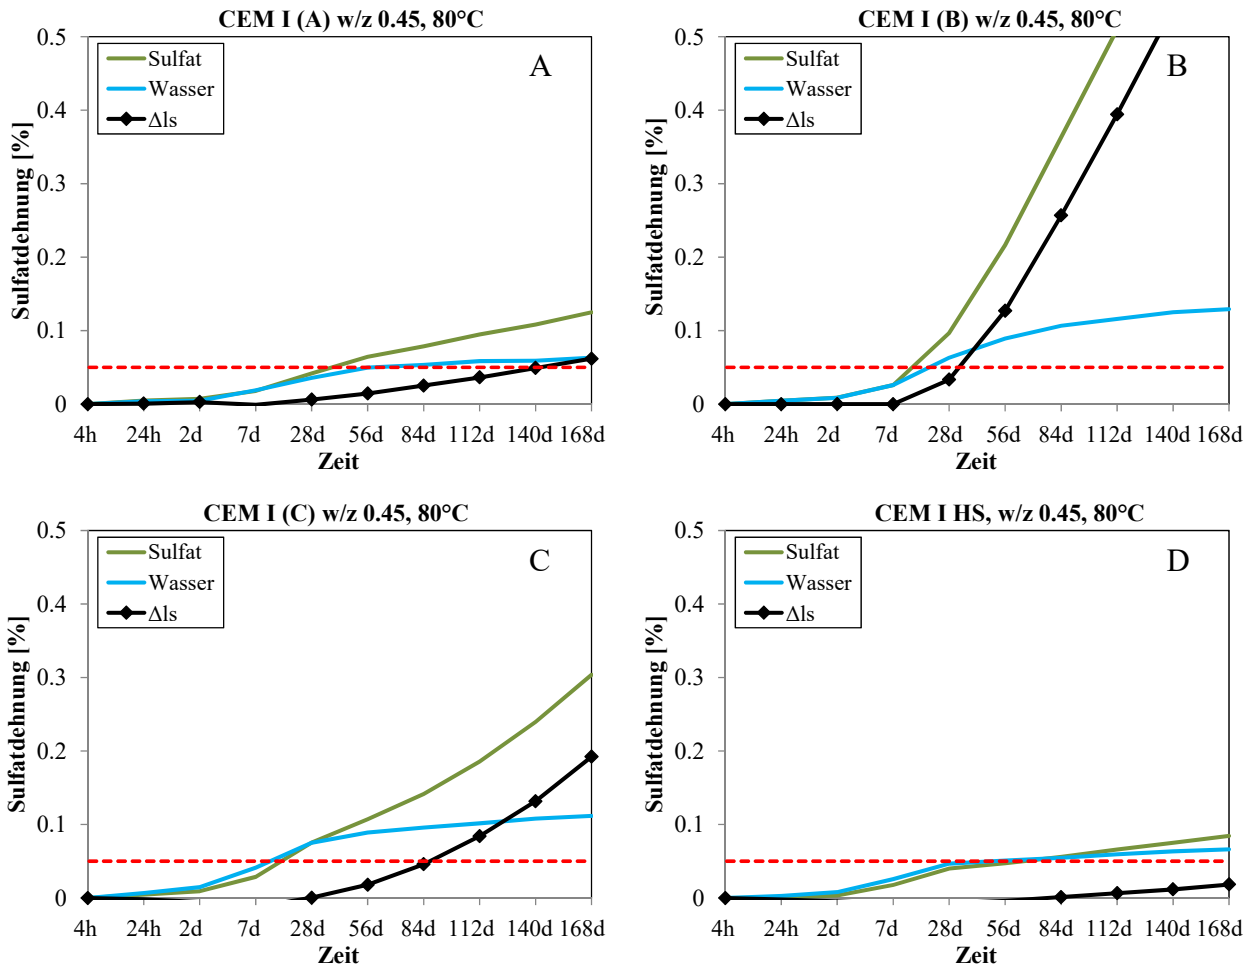 CEM I (A) w/z 0.45, 80°C
Sulfatdehnung [%]
0.5
0.4
0.3
0.2
0.1
0
Sulfat
Wasser
Δls
A
4h 24h 2d 7d 28d 56d 84d 112d 140d 168d
Zeit
CEM I (B) w/z 0.45, 80°C
Sulfatdehnung [%]
0.5
0.4
0.3
0.2
0.1
0
Sulfat
Wasser
Δls
B
4h 24h 2d 7d 28d 56d 84d 112d 140d 168d
Zeit
CEM I (C) w/z 0.45, 80°C
Sulfatdehnung [%]
0.5
0.4
0.3
0.2
0.1
0
Sulfat
Wasser
Δls
C
4h 24h 2d 7d 28d 56d 84d 112d 140d 168d
Zeit
CEM I HS, w/z 0.45, 80°C
Sulfatdehnung [%]
0.5
0.4
0.3
0.2
0.1
0
Sulfat
Wasser
Δls
D
4h 24h 2d 7d 28d 56d 84d 112d 140d 168d
Zeit